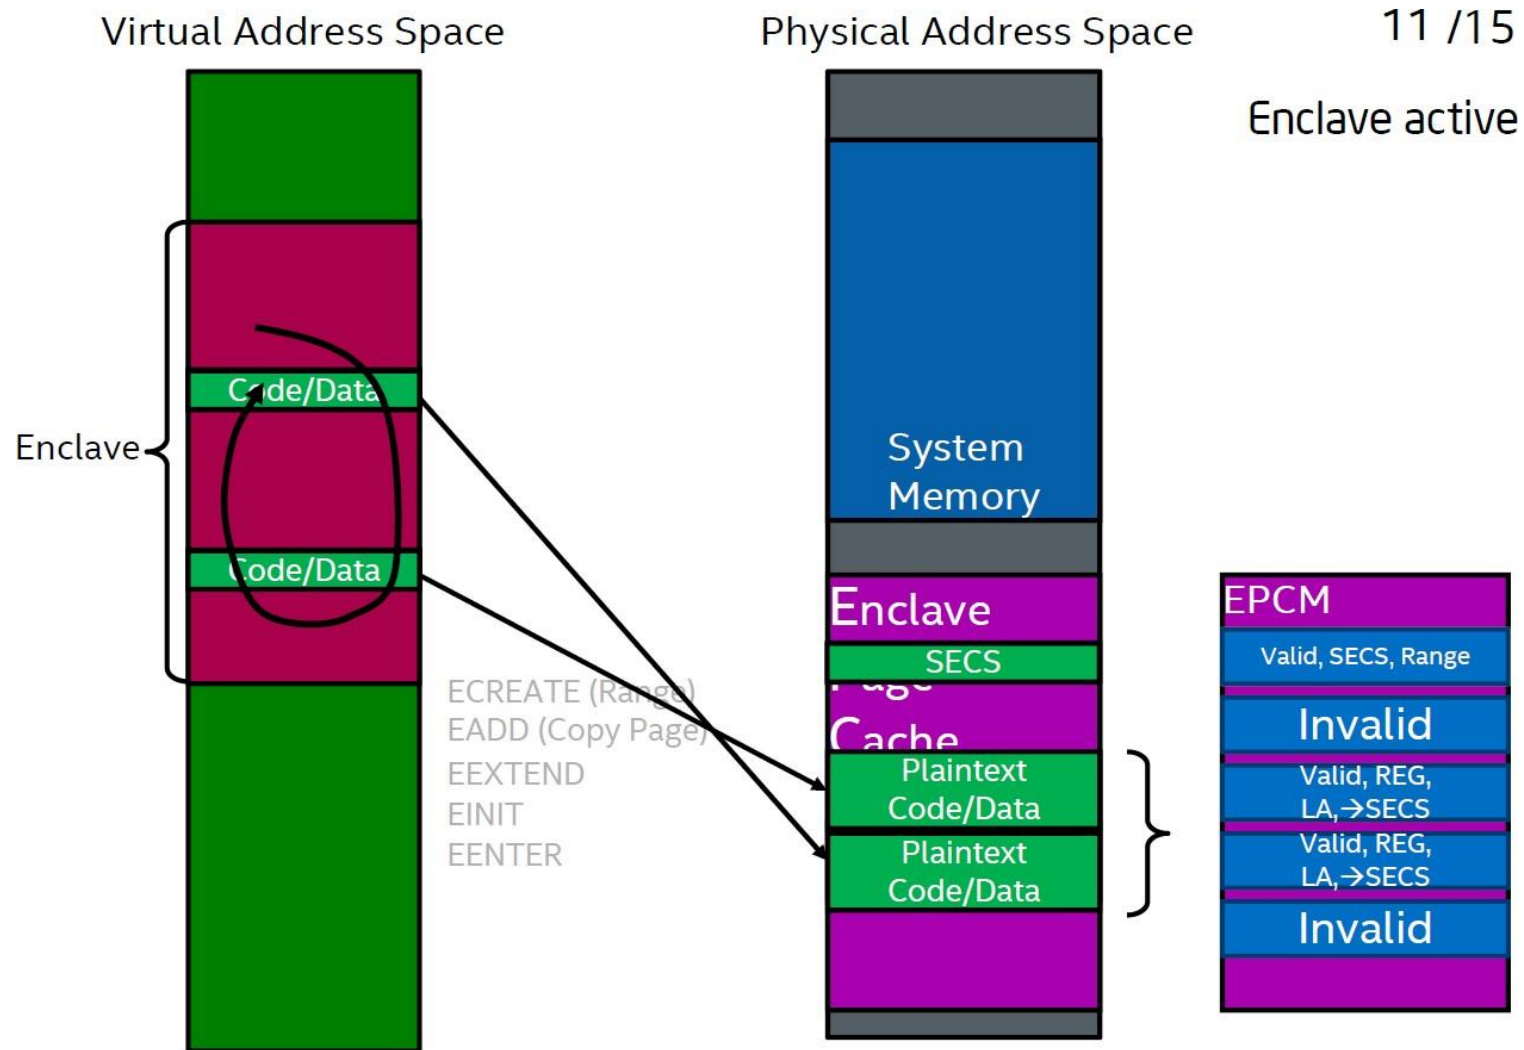 Virtual Address Space
Physical Address Space
11 /15
Enclave active
Enclave
Code/Data
Code/Data
ECREATE (Range)
EADD (Copy Page)
EEXTEND
EINIT
EENTER
System
Memory
Enclave
SECS
Page
Cache
Plaintext
Code/Data
Plaintext
Code/Data
EPCM
Valid, SECS, Range
Invalid
Valid, REG,
LA,→SECS
Valid, REG,
LA,→SECS
Invalid